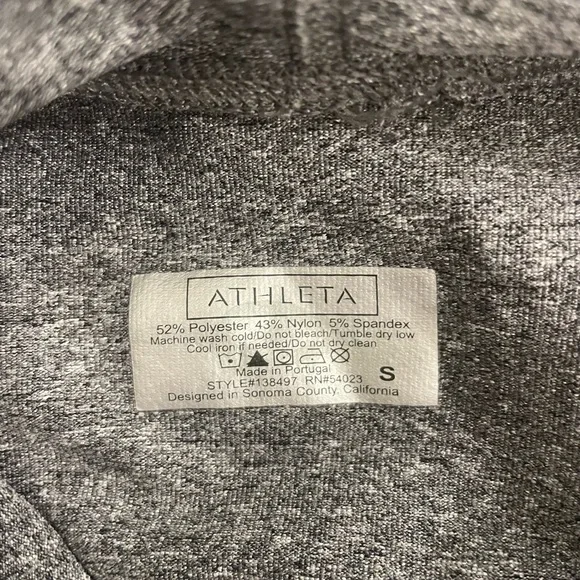 ATHLETA
52% Polyester 43% Nylon 5% Spandex
Machine wash cold/Do not bleach/Tumble dry low
Cool iron if needed/Do not dry clean
Made in Portugal
STYLE#138497 RN#54023 S
Designed in Sonoma County, California